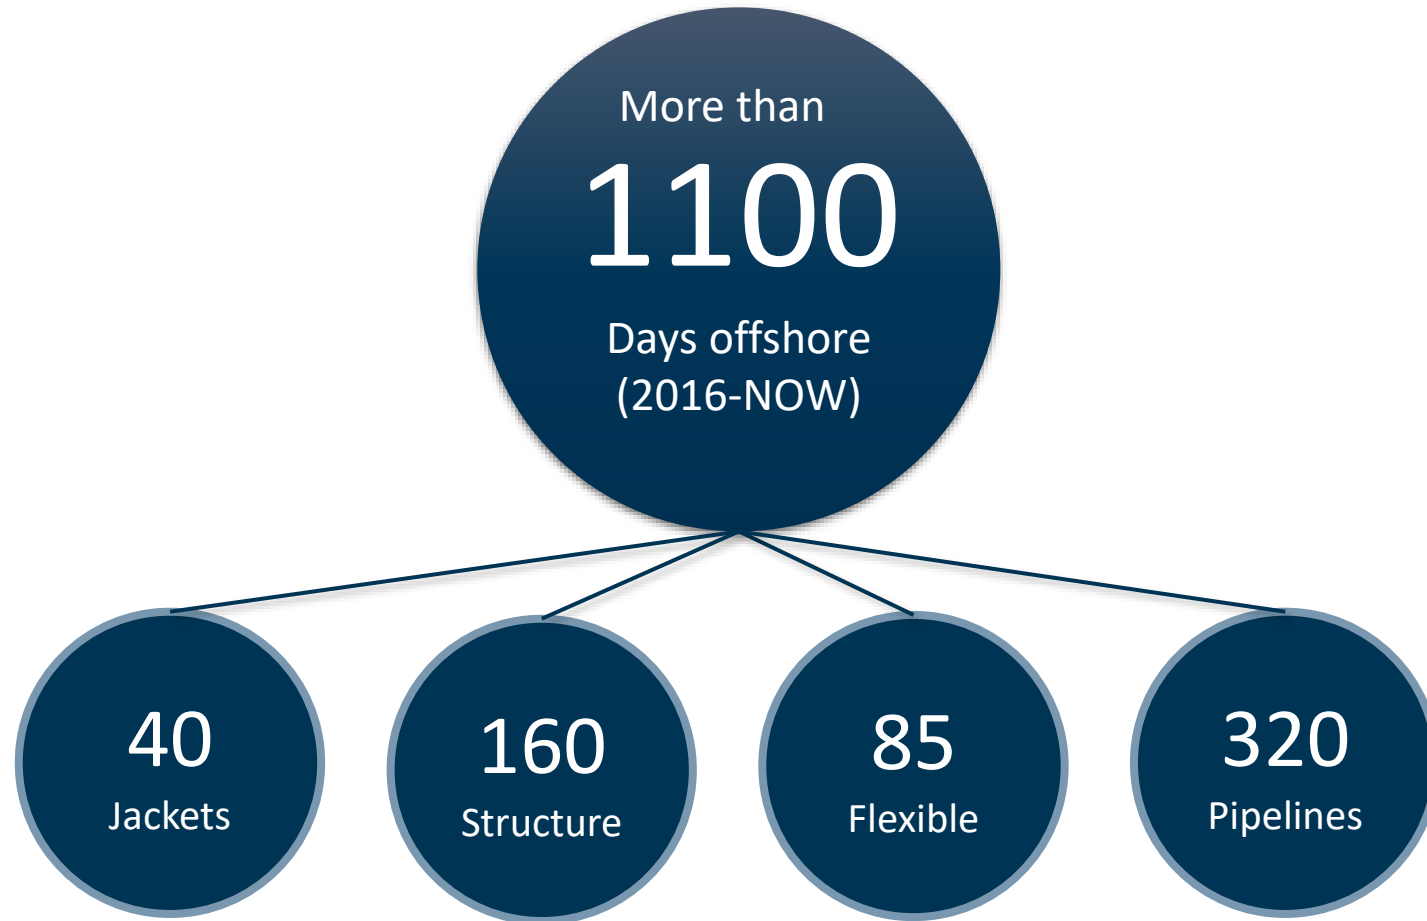 More than
1100
Days offshore
(2016-NOW)
40
Jackets
160
Structure
85
Flexible
320
Pipelines